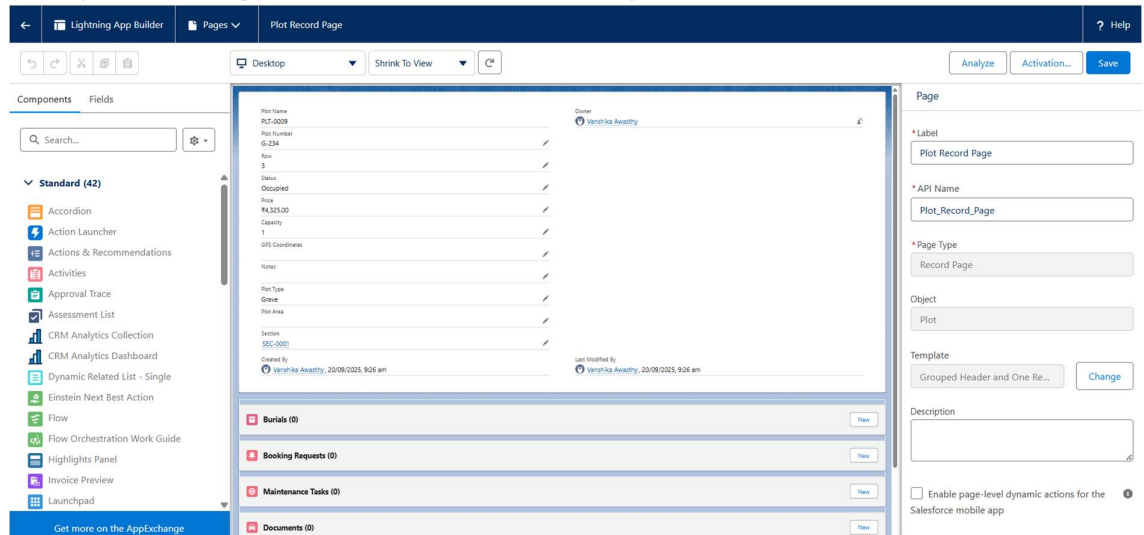 Lightning App Builder
Pages
Plot Record Page
? Help
Desktop
Shrink To View
Analyze
Activation...
Save
Components
Fields
Search...
Standard (42)
Accordion
Action Launcher
Actions & Recommendations
Activities
Approval Trace
Assessment List
CRM Analytics Collection
CRM Analytics Dashboard
Dynamic Related List - Single
Einstein Next Best Action
Flow
Flow Orchestration Work Guide
Highlights Panel
Invoice Preview
Launchpad
Get more on the AppExchange
Plot Name
PLT-0009
Owner
Vanshika Awasthy
Plot Number
G-234
Row
3
Status
Occupied
Price
₹4,325.00
Capacity
1
GPS Coordinates
Notes
Plot Type
Grave
Plot Area
Section
SEC-0001
Created By
Vanshika Awasthy, 20/09/2025, 9:26 am
Last Modified By
Vanshika Awasthy, 20/09/2025, 9:26 am
Burials (0)
New
Booking Requests (0)
New
Maintenance Tasks (0)
New
Documents (0)
New
Page
*Label
Plot Record Page
*API Name
Plot_Record_Page
*Page Type
Record Page
Object
Plot
Template
Grouped Header and One Re...
Change
Description
Enable page-level dynamic actions for the
Salesforce mobile app